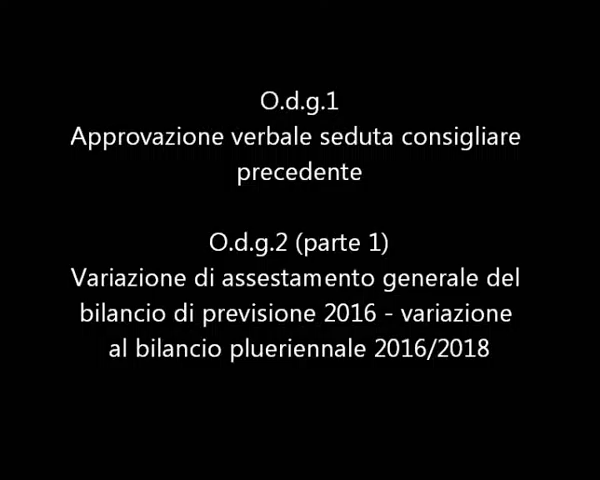 O.d.g.1
Approvazione verbale seduta consigliare
precedente
O.d.g.2 (parte 1)
Variazione di assestamento generale del
bilancio di previsione 2016 - variazione
al bilancio plueriennale 2016/2018